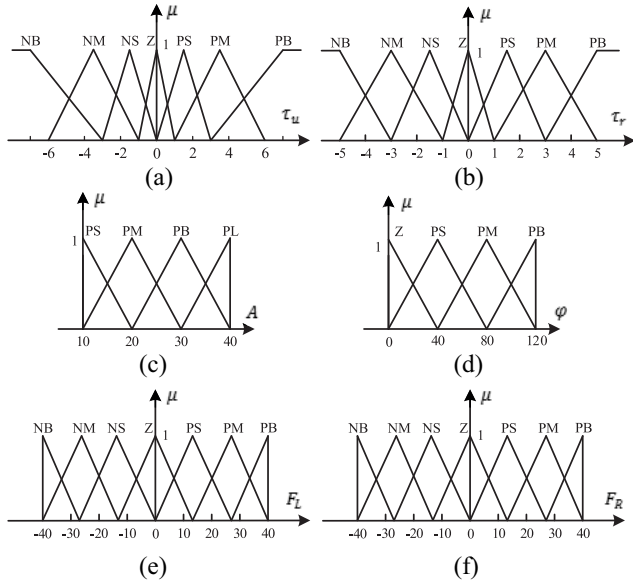 μ μ
NB NM NS Z 1 PS PM PB NB NM NS Z 1 PS PM PB
τ_u τ_r
-6 -4 -2 0 2 4 6 -5 -4 -3 -2 -1 0 1 2 3 4 5
(a) (b)
μ μ
1 PS PM PB PL 1 Z PS PM PB
A φ
10 20 30 40 0 40 80 120
(c) (d)
μ μ
NB NM NS Z 1 PS PM PB NB NM NS Z 1 PS PM PB
F_L F_R
-40 -30 -20 -10 0 10 20 30 40 -40 -30 -20 -10 0 10 20 30 40
(e) (f)